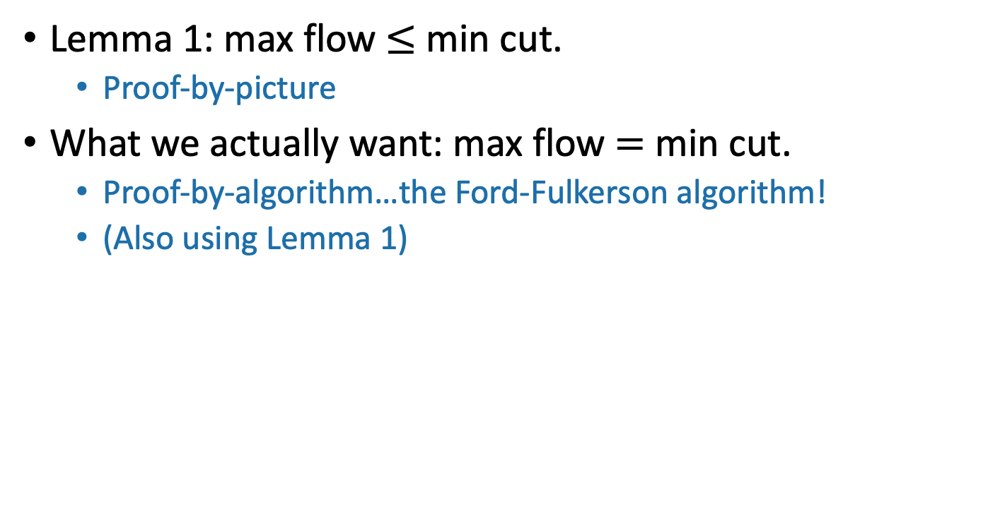 • Lemma 1: max flow ≤ min cut.
• Proof-by-picture
• What we actually want: max flow = min cut.
• Proof-by-algorithm…the Ford-Fulkerson algorithm!
• (Also using Lemma 1)